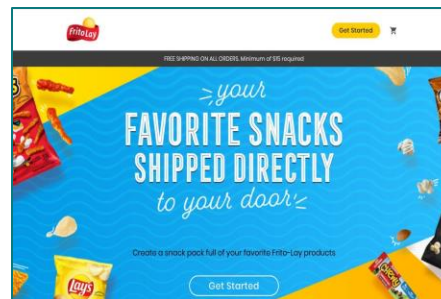 FritoLay
Get Started
FREE SHIPPING ON ALL ORDERS. Minimum of $15 required
your
FAVORITE SNACKS
SHIPPED DIRECTLY
to your door
Create a snack pack full of your favorite Frito-Lay products
Lay's
Get Started